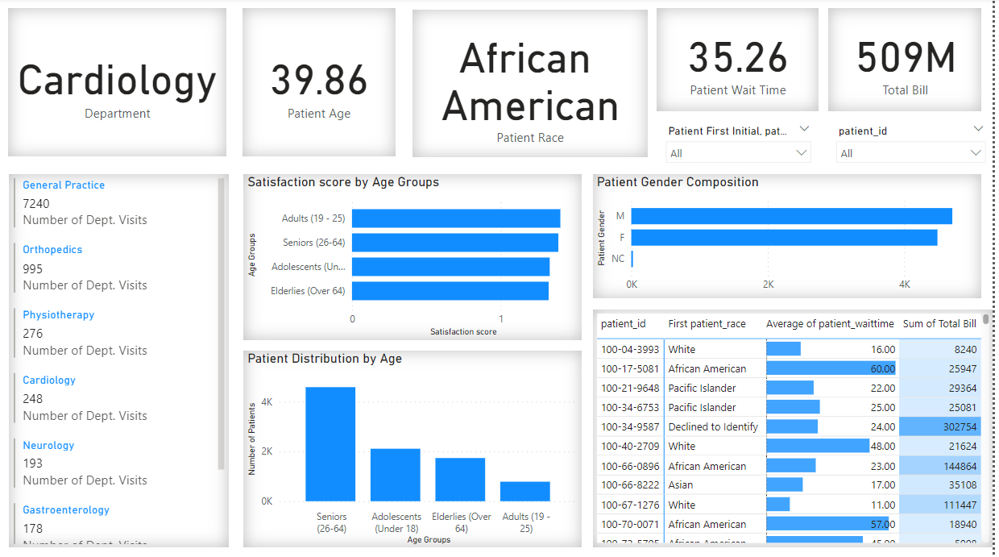 Cardiology
Department
39.86
Patient Age
African
American
Patient Race
35.26
Patient Wait Time
509M
Total Bill
Patient First Initial, pat...
All
patient_id
All
General Practice
7240
Number of Dept. Visits
Orthopedics
995
Number of Dept. Visits
Physiotherapy
276
Number of Dept. Visits
Cardiology
248
Number of Dept. Visits
Neurology
193
Number of Dept. Visits
Gastroenterology
178
Number of Dept. Visits
Satisfaction score by Age Groups
Age Groups
Adults (19 - 25)
Seniors (26-64)
Adolescents (Un...
Elderlies (Over 64)
0 1
Satisfaction score
Patient Distribution by Age
Number of Patients
4K
2K
0K
Seniors
(26-64)
Adolescents
(Under 18)
Elderlies (Over
64)
Adults (19 -
25)
Age Groups
Patient Gender Composition
Patient Gender
M
F
NC
0K 2K 4K
patient_id First patient_race Average of patient_waittime Sum of Total Bill
100-04-3993 White 16.00 8240
100-17-5081 African American 60.00 25947
100-21-9648 Pacific Islander 22.00 29364
100-34-6753 Pacific Islander 25.00 25081
100-34-9587 Declined to Identify 24.00 302754
100-40-2709 White 48.00 21624
100-66-0896 African American 23.00 144864
100-66-8222 Asian 17.00 35108
100-67-1276 White 11.00 111447
100-70-0071 African American 57.00 18940
African American 45.00